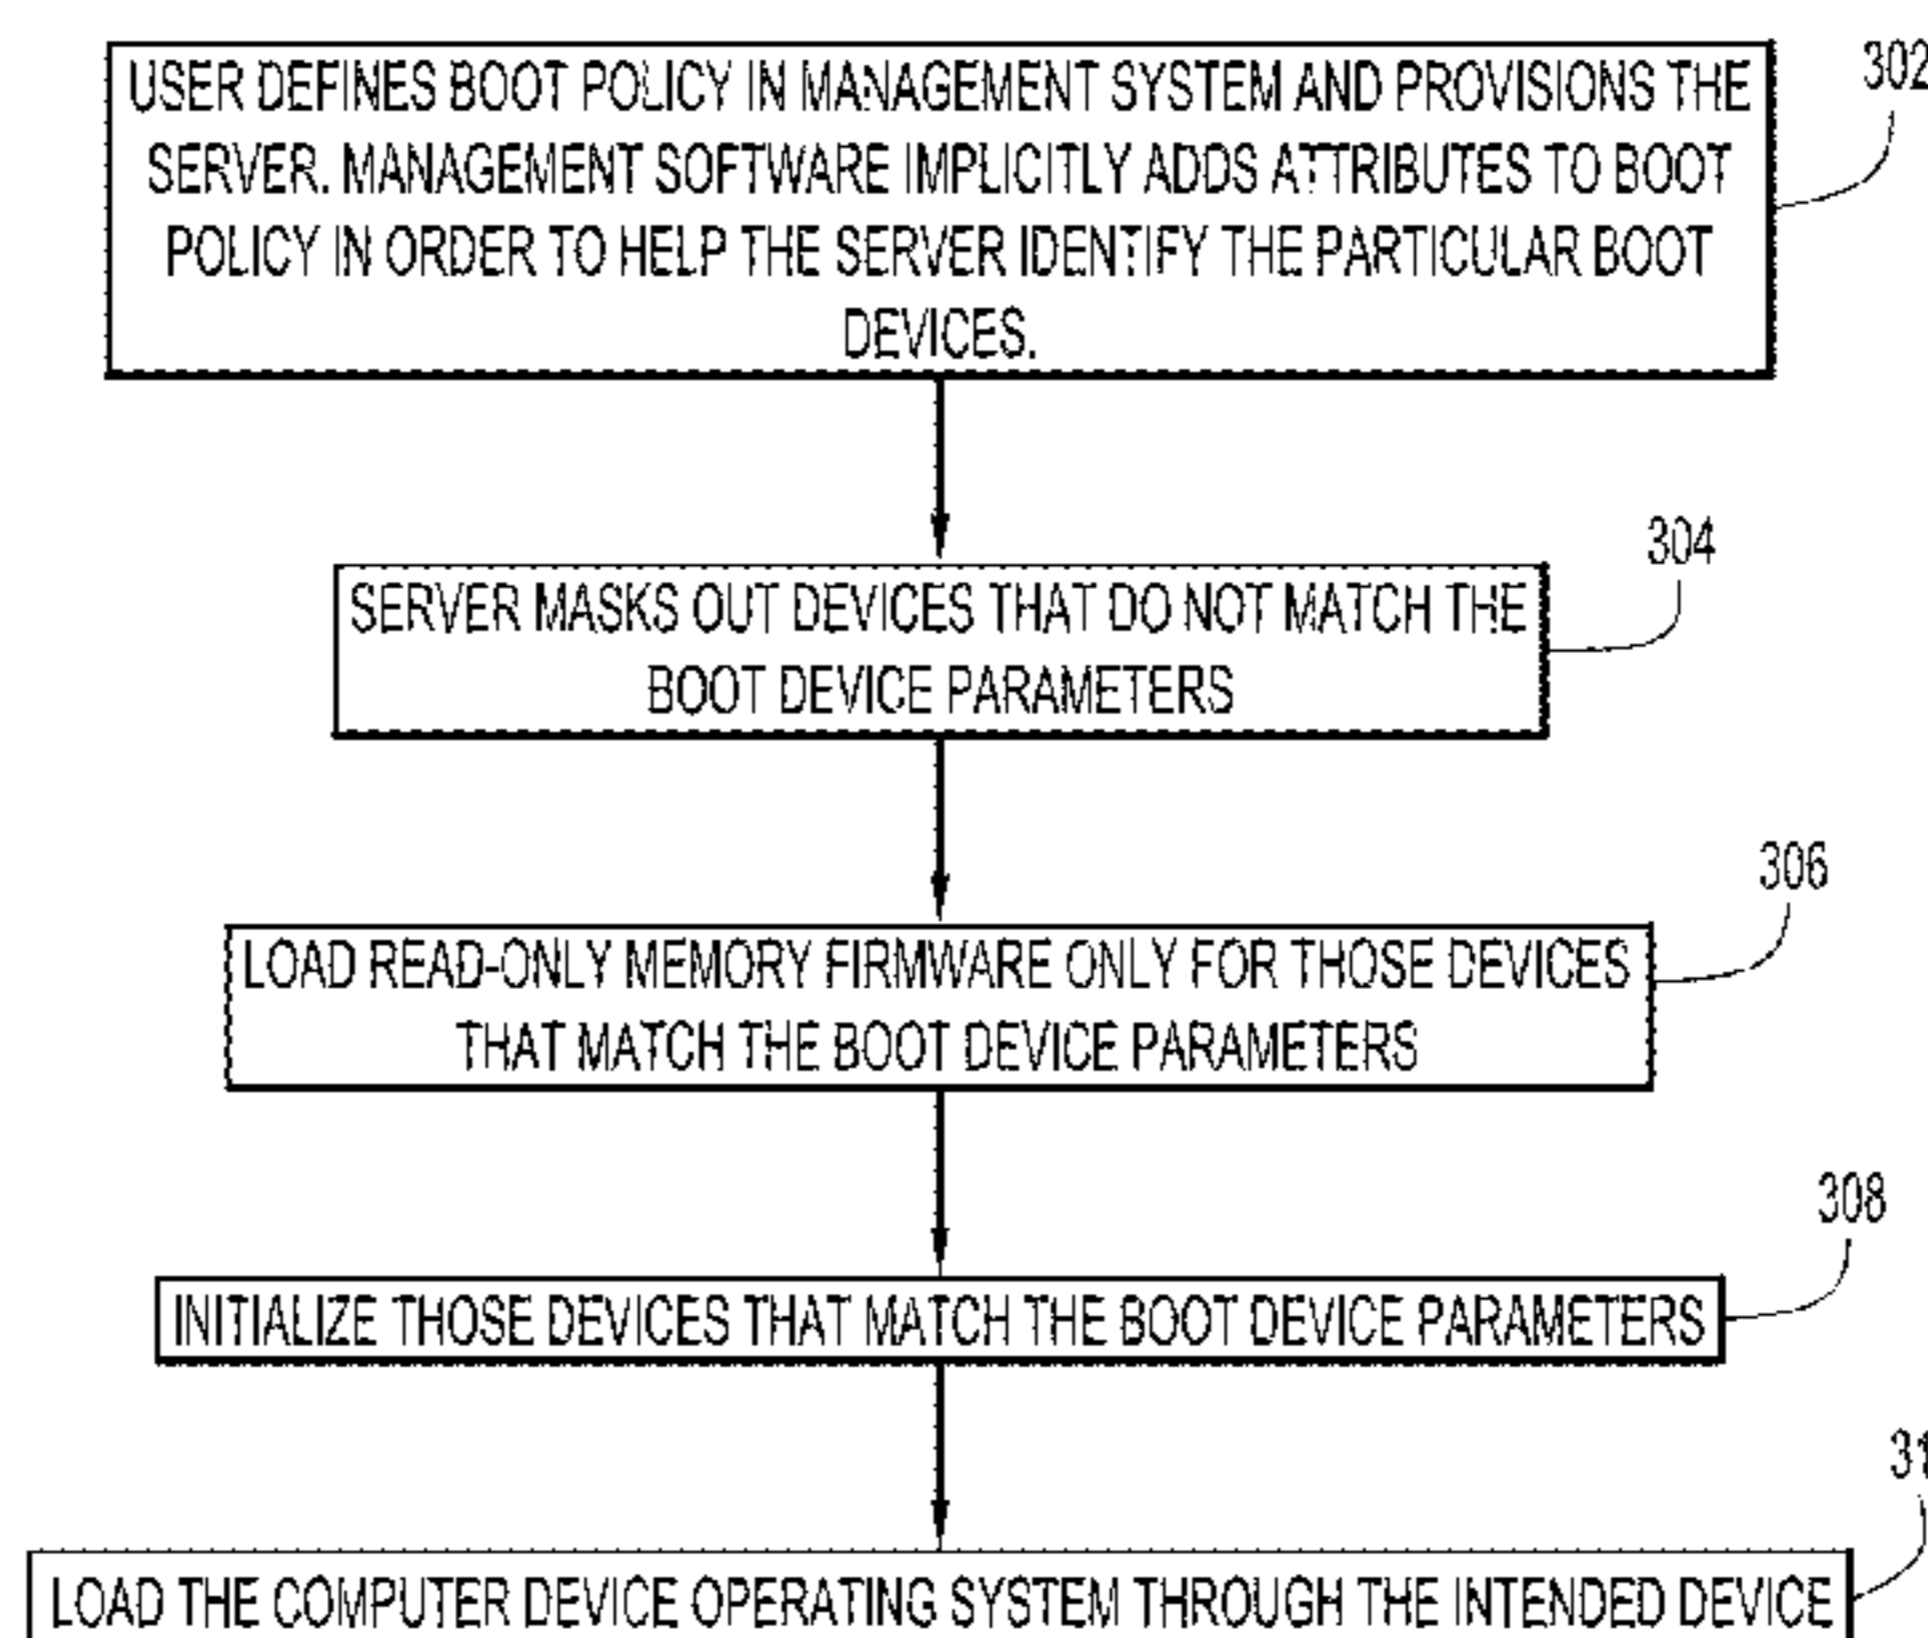 302
USER DEFINES BOOT POLICY IN MANAGEMENT SYSTEM AND PROVISIONS THE
SERVER. MANAGEMENT SOFTWARE IMPLICITLY ADDS ATTRIBUTES TO BOOT
POLICY IN ORDER TO HELP THE SERVER IDENTIFY THE PARTICULAR BOOT
DEVICES.
304
SERVER MASKS OUT DEVICES THAT DO NOT MATCH THE
BOOT DEVICE PARAMETERS
306
LOAD READ-ONLY MEMORY FIRMWARE ONLY FOR THOSE DEVICES
THAT MATCH THE BOOT DEVICE PARAMETERS
308
INITIALIZE THOSE DEVICES THAT MATCH THE BOOT DEVICE PARAMETERS
LOAD THE COMPUTER DEVICE OPERATING SYSTEM THROUGH THE INTENDED DEVICE